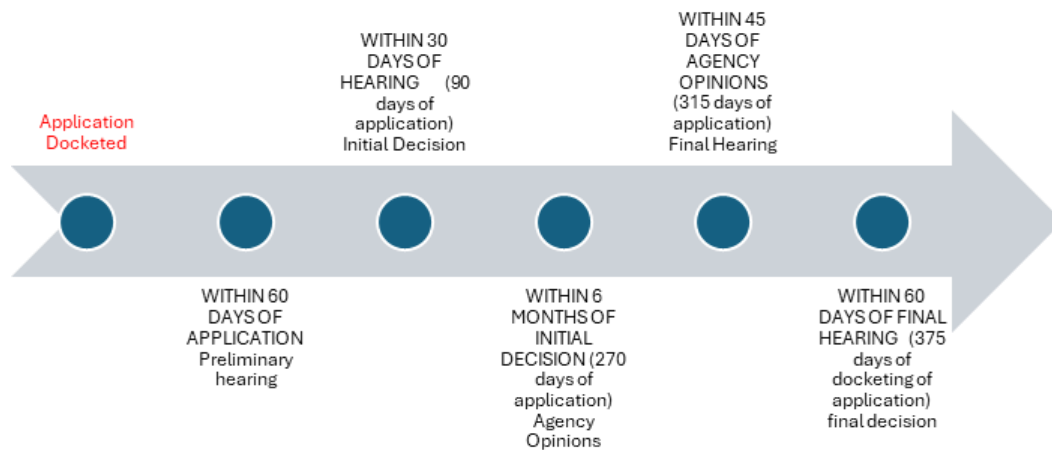 Application
Docketed
WITHIN 60
DAYS OF
APPLICATION
Preliminary
hearing
WITHIN 30
DAYS OF
HEARING (90
days of
application)
Initial Decision
WITHIN 6
MONTHS OF
INITIAL
DECISION (270
days of
application)
Agency
Opinions
WITHIN 45
DAYS OF
AGENCY
OPINIONS
(315 days of
application)
Final Hearing
WITHIN 60
DAYS OF FINAL
HEARING (375
days of
docketing of
application)
final decision